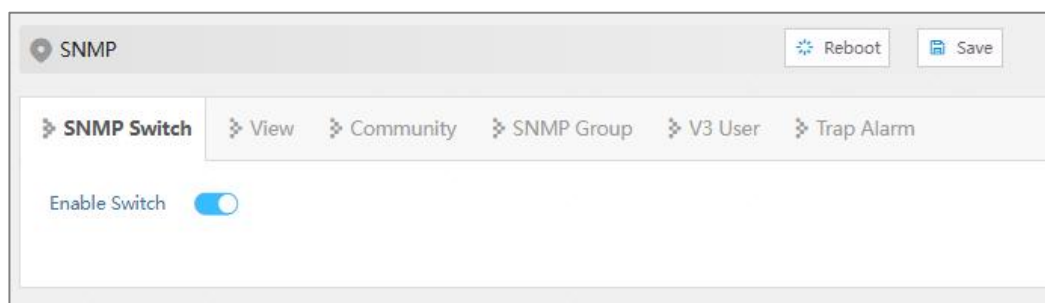 SNMP Reboot Save
SNMP Switch View Community SNMP Group V3 User Trap Alarm
Enable Switch